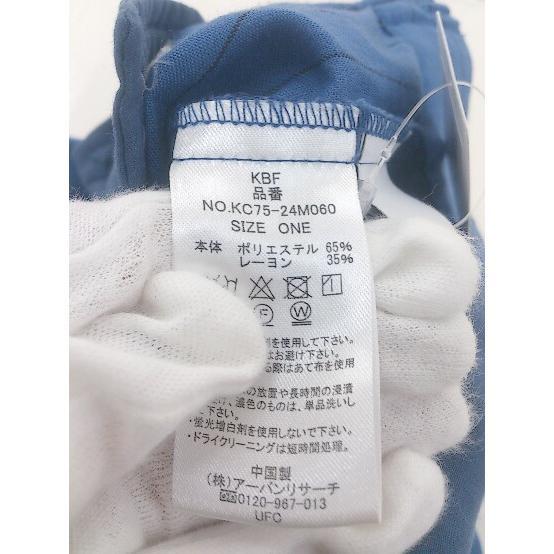 KBF
品番
NO.KC75-24M060
SIZE ONE
本体 ポリエステル 65%
レーヨン 35%
F W
剤を使用して下さい。
はお避け下さい。
る際はあて布を使用
の放置や長時間の浸漬
濃色のものは、単品洗いし
・蛍光増白剤を使用しないで下さい。
・ドライクリーニングは短時間処理。
中国製
(株)アーバンリサーチ
0120-967-013
UFC